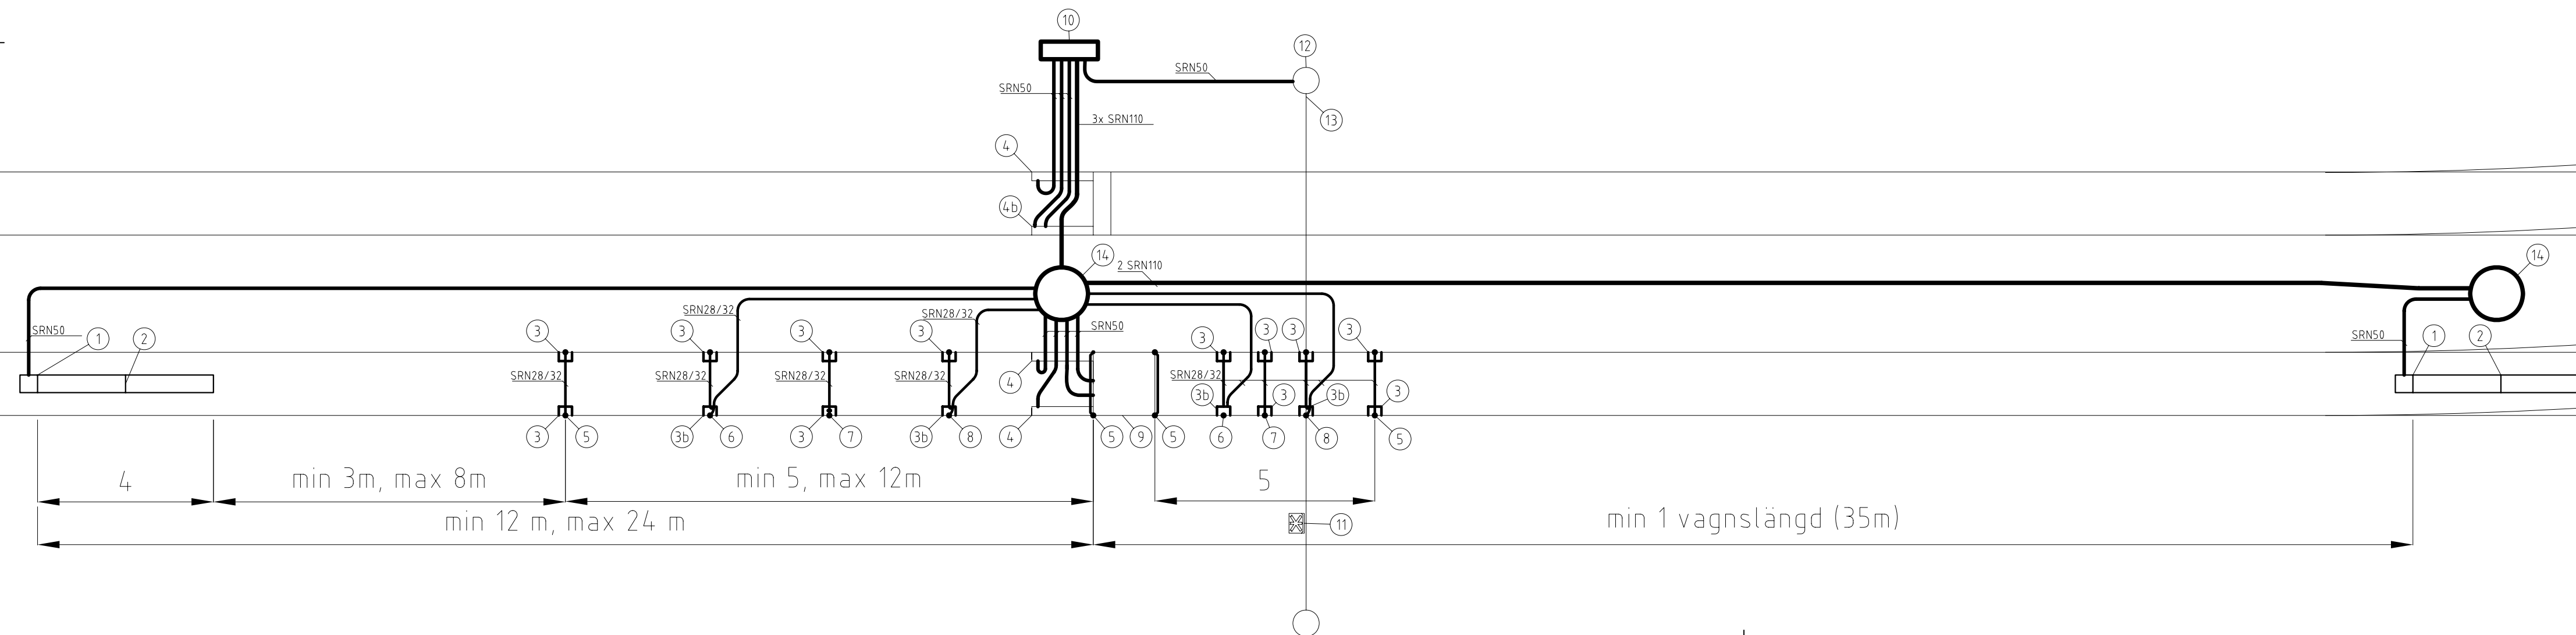 10
12
SRN50
SRN50
3x SRN110
13
4
4b
14
2 SRN110
14
SRN28/32
SRN28/32
SRN50
SRN50
SRN50
1
2
3
3
3
3
3
3
3
3
1
2
SRN28/32
SRN28/32
SRN28/32
SRN28/32
4
SRN28/32
3b
3
3b
3
3
5
3b
6
3
7
3b
8
4
5
9
5
6
7
8
5
4
min 3m, max 8m
min 5, max 12m
5
min 12 m, max 24 m
11
min 1 vagnslängd (35m)